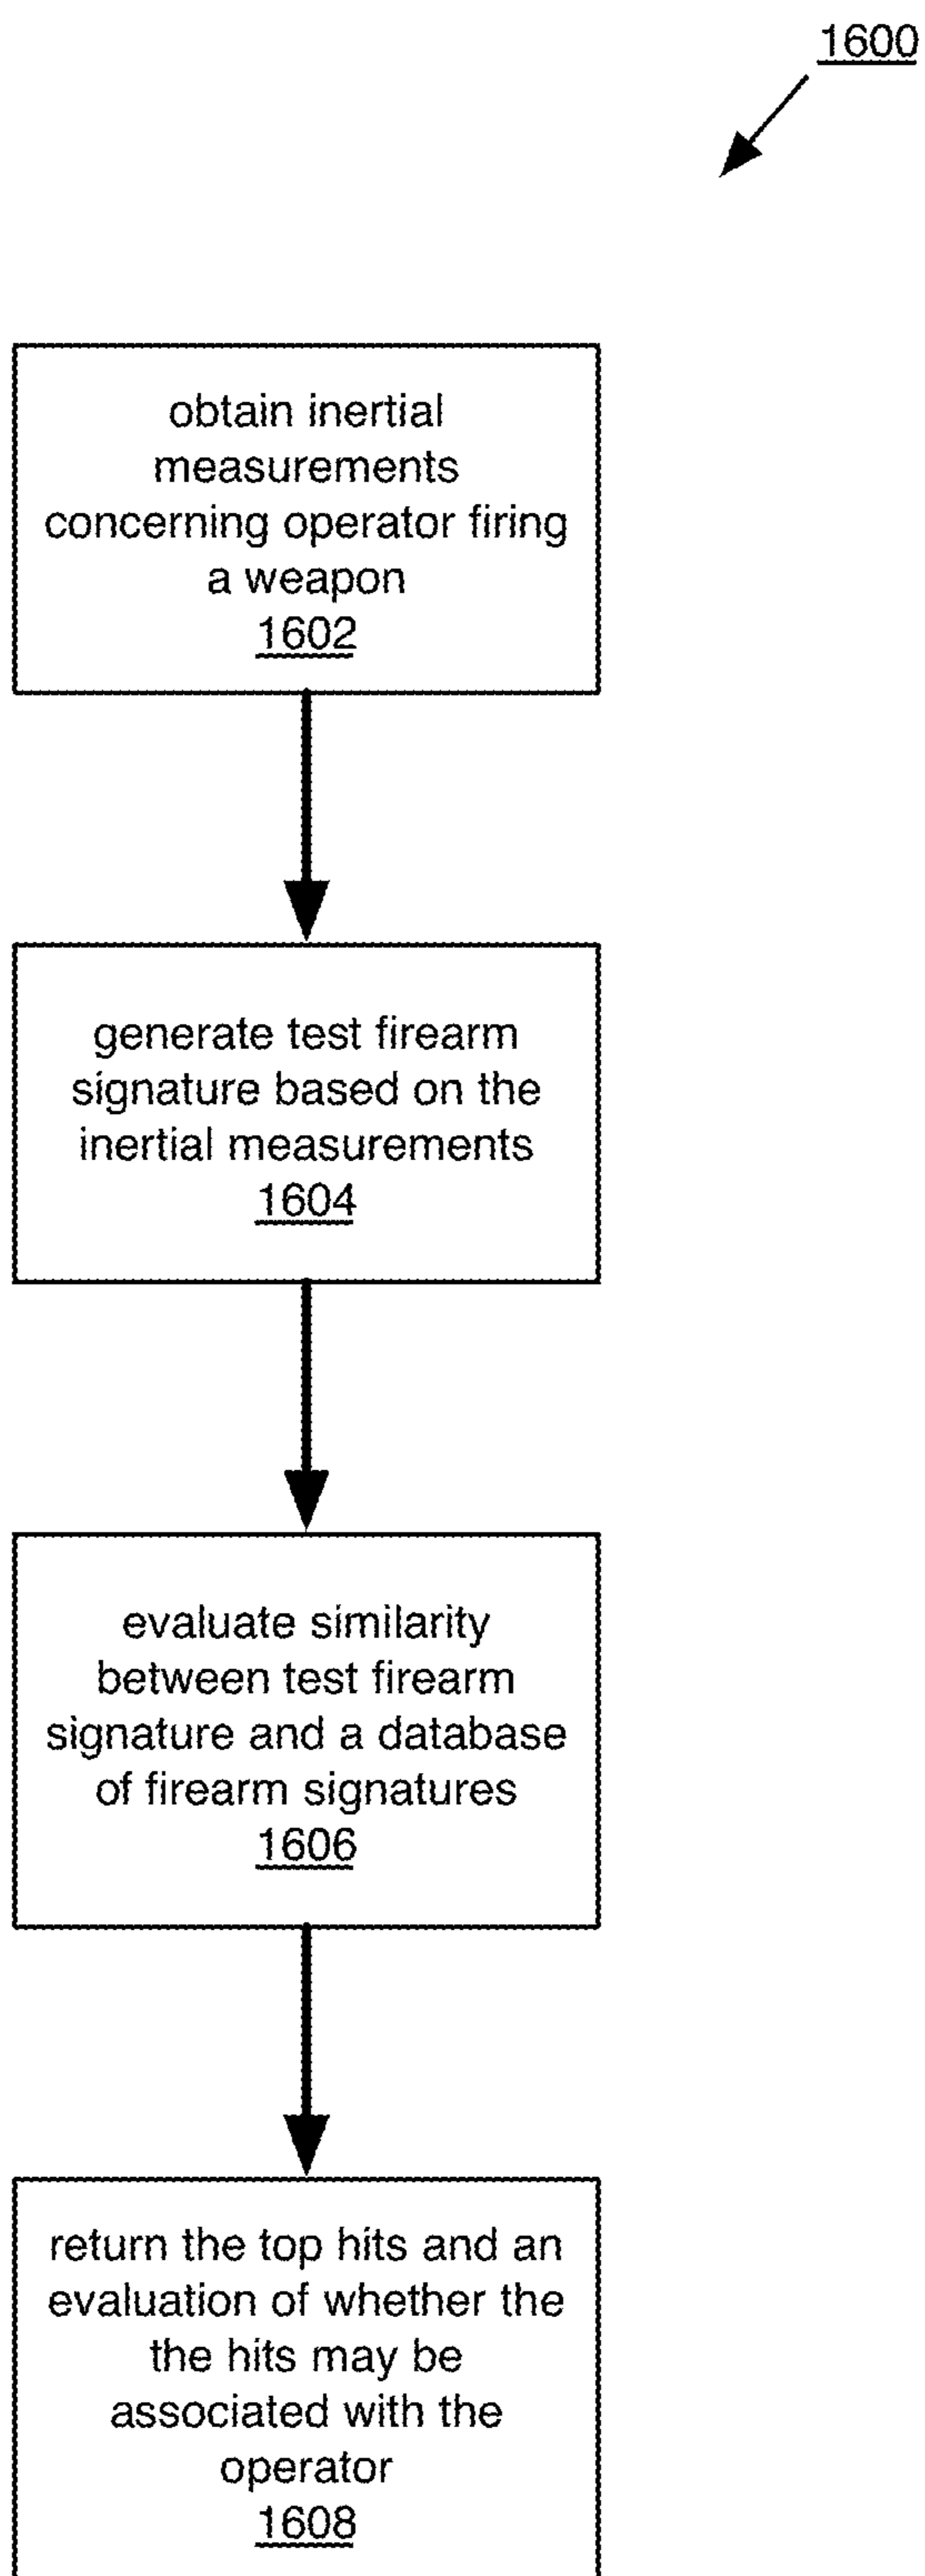 1600
obtain inertial
measurements
concerning operator firing
a weapon
1602
generate test firearm
signature based on the
inertial measurements
1604
evaluate similarity
between test firearm
signature and a database
of firearm signatures
1606
return the top hits and an
evaluation of whether the
the hits may be
associated with the
operator
1608